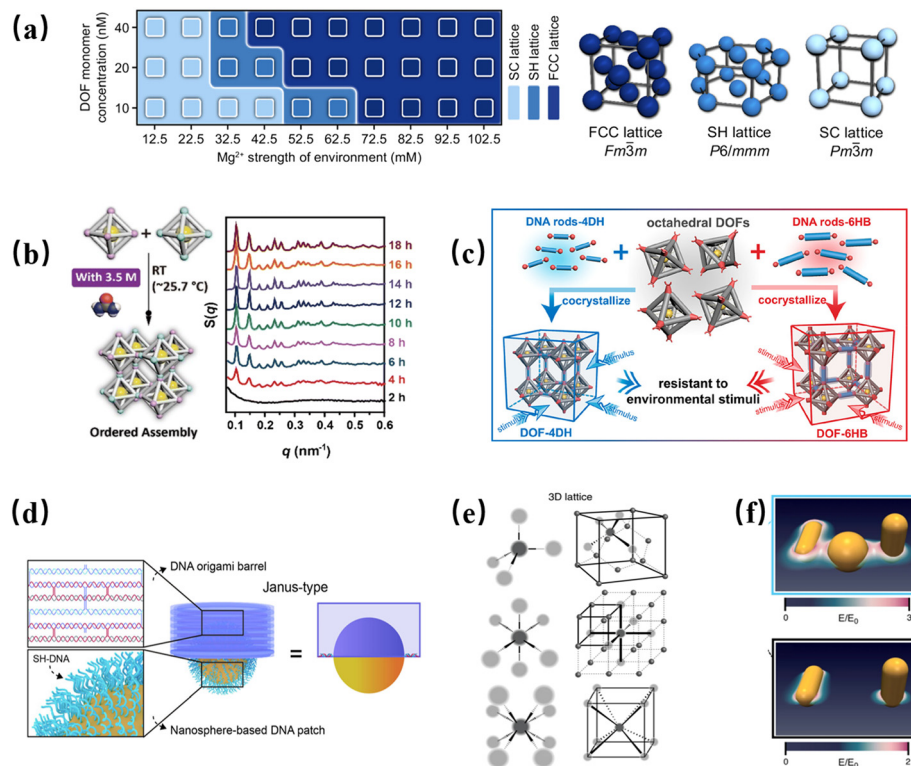 (a)
DOF monomer
concentration (nM)
40
20
10
12.5 22.5 32.5 42.5 52.5 62.5 72.5 82.5 92.5 102.5
Mg²⁺ strength of environment (mM)
SC lattice
SH lattice
FCC lattice
FCC lattice
Fm3̅m
SH lattice
P6/mmm
SC lattice
Pm3̅m
(b)
+
With 3.5 M
RT
(~25.7 °C)
Ordered Assembly
S(q)
18 h
16 h
14 h
12 h
10 h
8 h
6 h
4 h
2 h
0.1 0.2 0.3 0.4 0.5 0.6
q (nm⁻¹)
(c)
DNA rods-4DH
octahedral DOFs
DNA rods-6HB
+ +
cocrystallize
cocrystallize
stimulus
stimulus
stimulus
resistant to
environmental stimuli
stimulus
stimulus
stimulus
DOF-4DH
DOF-6HB
(d)
DNA origami barrel
Janus-type
=
SH-DNA
Nanosphere-based DNA patch
(e)
3D lattice
(f)
0 E/E₀ 3
0 E/E₀ 2